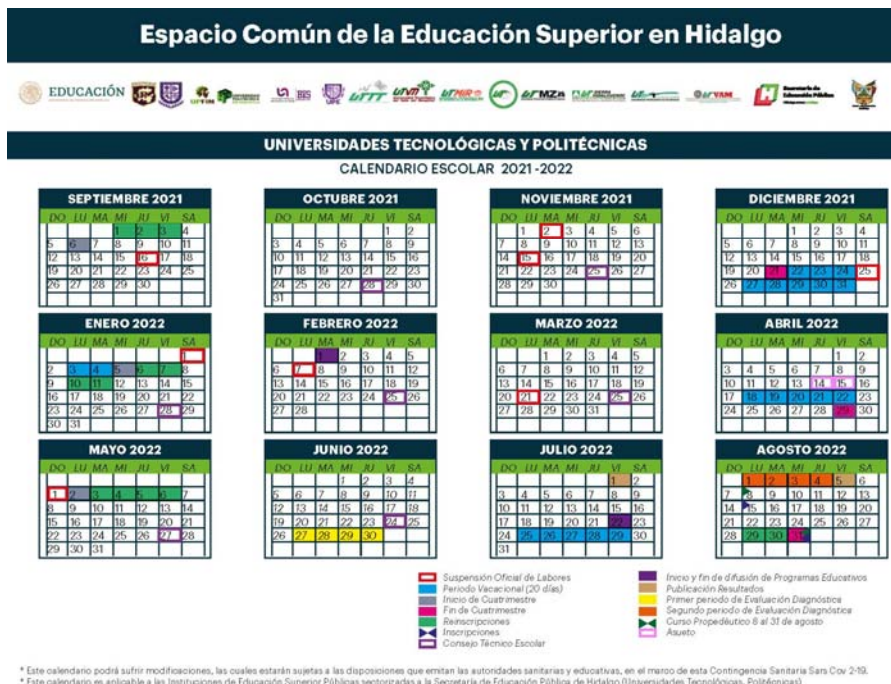 Espacio Común de la Educación Superior en Hidalgo
EDUCACIÓN
UNIVERSIDADES TECNOLÓGICAS Y POLITÉCNICAS
CALENDARIO ESCOLAR 2021-2022
SEPTIEMBRE 2021
DO LU MA MI JU VI SA
1 2 3 4
5 6 7 8 9 10 11
12 13 14 15 16 17 18
19 20 21 22 23 24 25
26 27 28 29 30
OCTUBRE 2021
DO LU MA MI JU VI SA
1 2
3 4 5 6 7 8 9
10 11 12 13 14 15 16
17 18 19 20 21 22 23
24 25 26 27 28 29 30
31
NOVIEMBRE 2021
DO LU MA MI JU VI SA
1 2 3 4 5 6
7 8 9 10 11 12 13
14 15 16 17 18 19 20
21 22 23 24 25 26 27
28 29 30
DICIEMBRE 2021
DO LU MA MI JU VI SA
1 2 3 4
5 6 7 8 9 10 11
12 13 14 15 16 17 18
19 20 21 22 23 24 25
26 27 28 29 30 31
ENERO 2022
DO LU MA MI JU VI SA
1
2 3 4 5 6 7 8
9 10 11 12 13 14 15
16 17 18 19 20 21 22
23 24 25 26 27 28 29
30 31
FEBRERO 2022
DO LU MA MI JU VI SA
1 2 3 4 5
6 7 8 9 10 11 12
13 14 15 16 17 18 19
20 21 22 23 24 25 26
27 28
MARZO 2022
DO LU MA MI JU VI SA
1 2 3 4 5
6 7 8 9 10 11 12
13 14 15 16 17 18 19
20 21 22 23 24 25 26
27 28 29 30 31
ABRIL 2022
DO LU MA MI JU VI SA
1 2
3 4 5 6 7 8 9
10 11 12 13 14 15 16
17 18 19 20 21 22 23
24 25 26 27 28 29 30
MAYO 2022
DO LU MA MI JU VI SA
1 2 3 4 5 6 7
8 9 10 11 12 13 14
15 16 17 18 19 20 21
22 23 24 25 26 27 28
29 30 31
JUNIO 2022
DO LU MA MI JU VI SA
1 2 3 4
5 6 7 8 9 10 11
12 13 14 15 16 17 18
19 20 21 22 23 24 25
26 27 28 29 30
JULIO 2022
DO LU MA MI JU VI SA
1 2
3 4 5 6 7 8 9
10 11 12 13 14 15 16
17 18 19 20 21 22 23
24 25 26 27 28 29 30
31
AGOSTO 2022
DO LU MA MI JU VI SA
1 2 3 4 5 6
7 8 9 10 11 12 13
14 15 16 17 18 19 20
21 22 23 24 25 26 27
28 29 30 31
Suspensión Oficial de Labores
Periodo Vacacional (20 días)
Inicio de Cuatrimestre
Fin de Cuatrimestre
Reinscripciones
Inscripciones
Consejo Técnico Escolar
Inicio y fin de difusión de Programas Educativos
Publicación Resultados
Primer periodo de Evaluación Diagnóstica
Segundo periodo de Evaluación Diagnóstica
Curso Propedéutico 8 al 31 de agosto
Asueto
* Este calendario podrá sufrir modificaciones, las cuales estarán sujetas a las disposiciones que emitan las autoridades sanitarias y educativas, en el marco de esta Contingencia Sanitaria Sars Cov 2-19.
* Este calendario es aplicable a las Instituciones de Educación Superior Públicas sectorizadas a la Secretaría de Educación Pública de Hidalgo (Universidades Tecnológicas, Politécnicas)